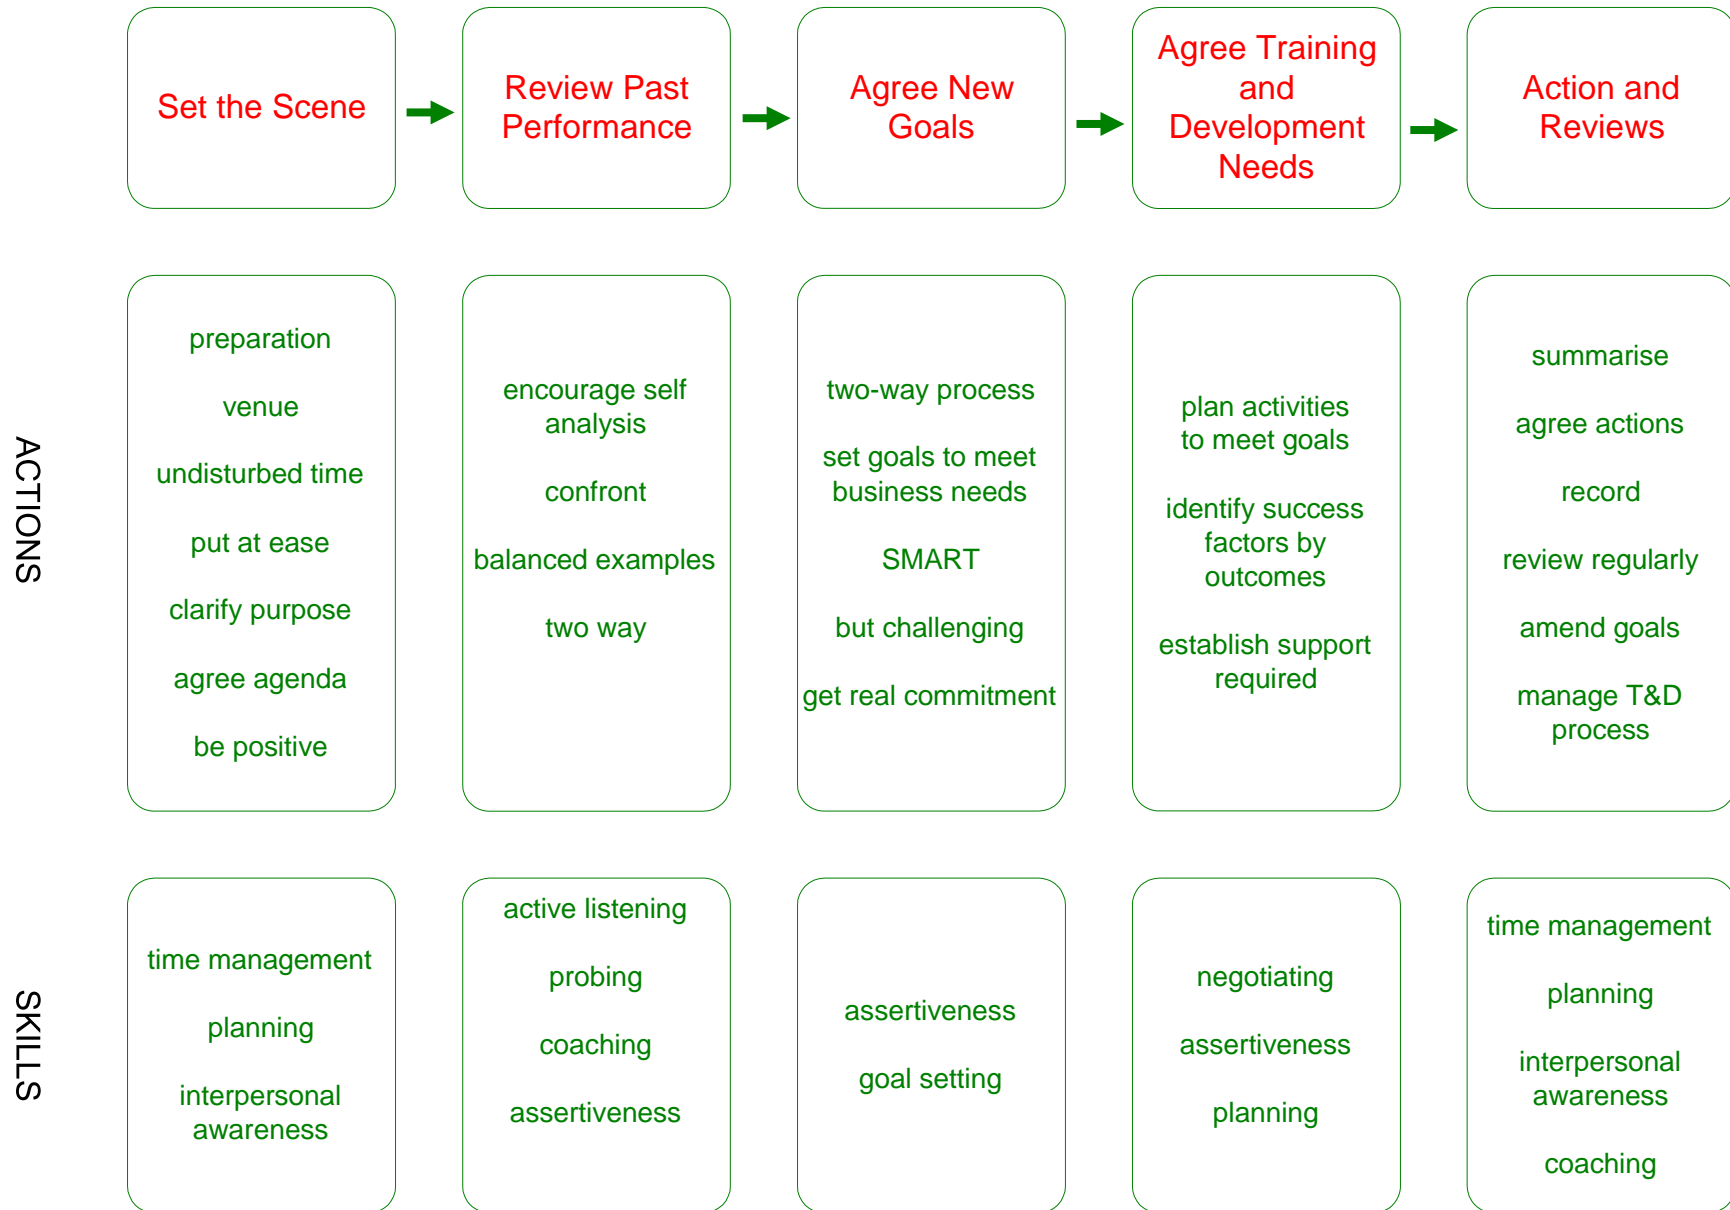 Set the Scene
Review Past
Performance
Agree New
Goals
Agree Training
and
Development
Needs
Action and
Reviews
ACTIONS
preparation
venue
undisturbed time
put at ease
clarify purpose
agree agenda
be positive
encourage self
analysis
confront
balanced examples
two way
two-way process
set goals to meet
business needs
SMART
but challenging
get real commitment
plan activities
to meet goals
identify success
factors by
outcomes
establish support
required
summarise
agree actions
record
review regularly
amend goals
manage T&D
process
SKILLS
time management
planning
interpersonal
awareness
active listening
probing
coaching
assertiveness
assertiveness
goal setting
negotiating
assertiveness
planning
time management
planning
interpersonal
awareness
coaching